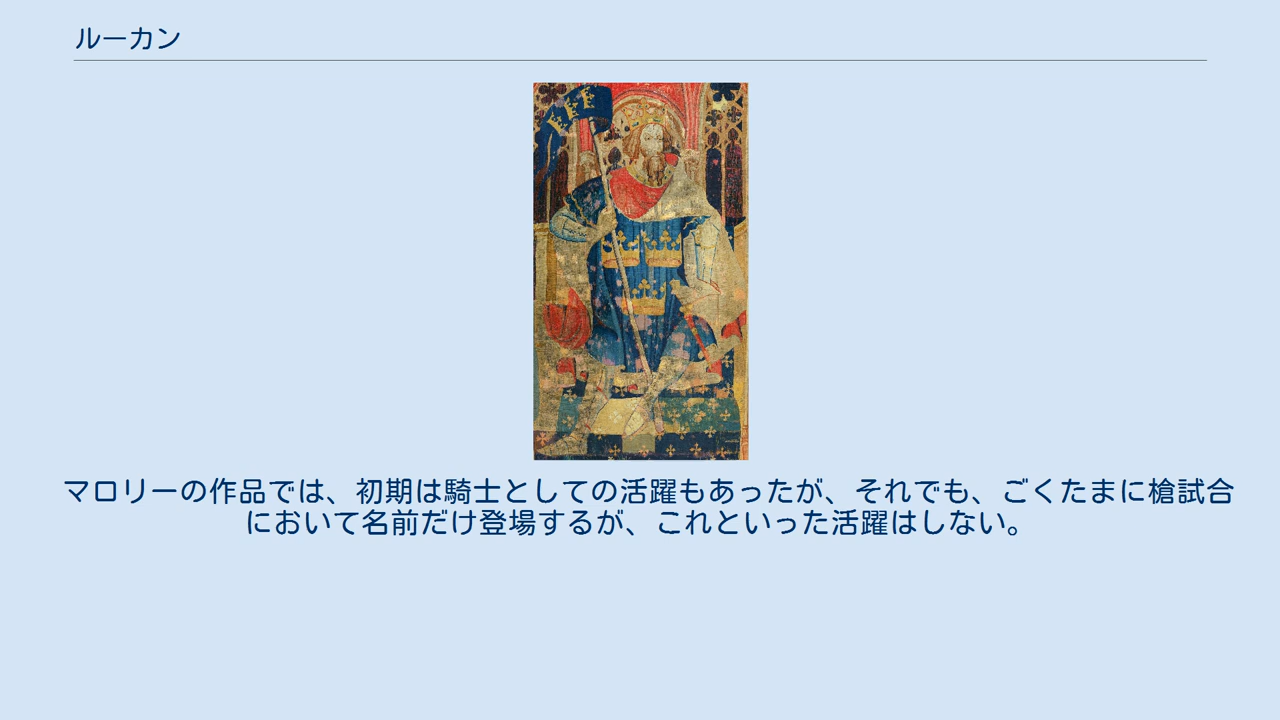 ルーカン
マロリーの作品では、初期は騎士としての活躍もあったが、それでも、ごくたまに槍試合
において名前だけ登場するが、これといった活躍はしない。